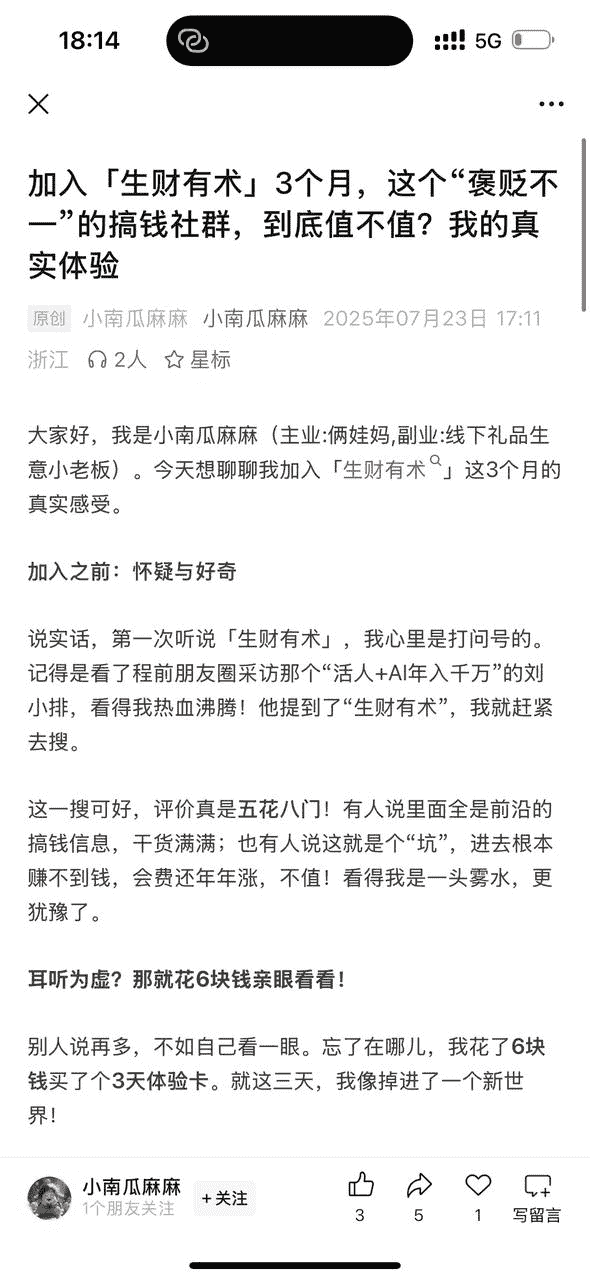 18:14
5G
加入「生财有术」3个月，这个“褒贬不
一”的搞钱社群，到底值不值？我的真
实体验
原创 小南瓜麻麻 小南瓜麻麻 2025年07月23日 17:11
浙江 2人 星标
大家好，我是小南瓜麻麻（主业:俩娃妈,副业:线下礼品生
意小老板）。今天想聊聊我加入「生财有术」这3个月的
真实感受。
加入之前：怀疑与好奇
说实话，第一次听说「生财有术」，我心里是打问号的。
记得是看了程前朋友圈采访那个“活人+AI年入千万”的刘
小排，看得我热血沸腾！他提到了“生财有术”，我就赶紧
去搜。
这一搜可好，评价真是五花八门！有人说里面全是前沿的
搞钱信息，干货满满；也有人说这就是个“坑”，进去根本
赚不到钱，会费还年年涨，不值！看得我是一头雾水，更
犹豫了。
耳听为虚？那就花6块钱亲眼看看！
别人说再多，不如自己看一眼。忘了在哪儿，我花了6块
钱买了个3天体验卡。就这三天，我像掉进了一个新世
界！
小南瓜麻麻
1个朋友关注
+关注
3
5
1
写留言